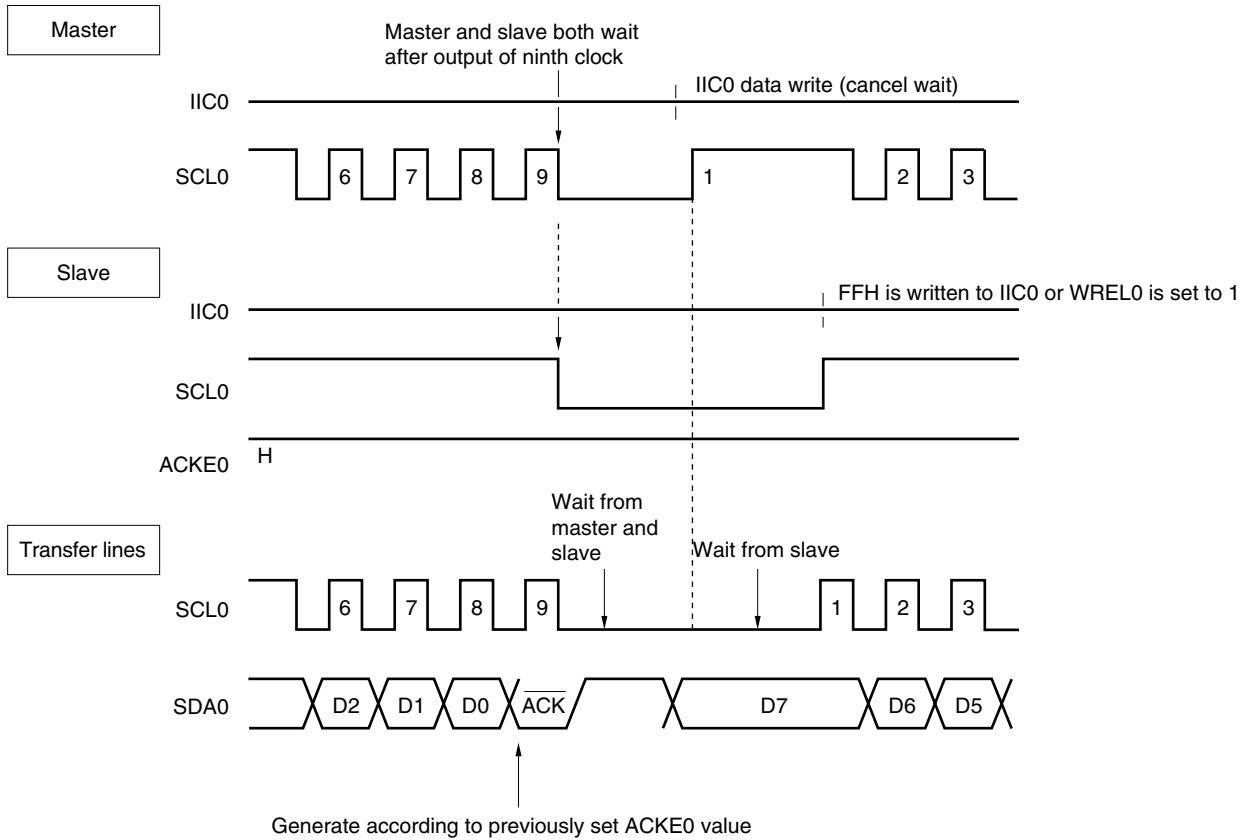 Master
Master and slave both wait
after output of ninth clock
IIC0 data write (cancel wait)
IIC0
SCL0
6 7 8 9 1 2 3
Slave
FFH is written to IIC0 or WREL0 is set to 1
IIC0
SCL0
H
ACKE0
Transfer lines
Wait from
master and
slave
Wait from slave
SCL0
6 7 8 9 1 2 3
SDA0
D2 D1 D0 ACK D7 D6 D5
Generate according to previously set ACKE0 value